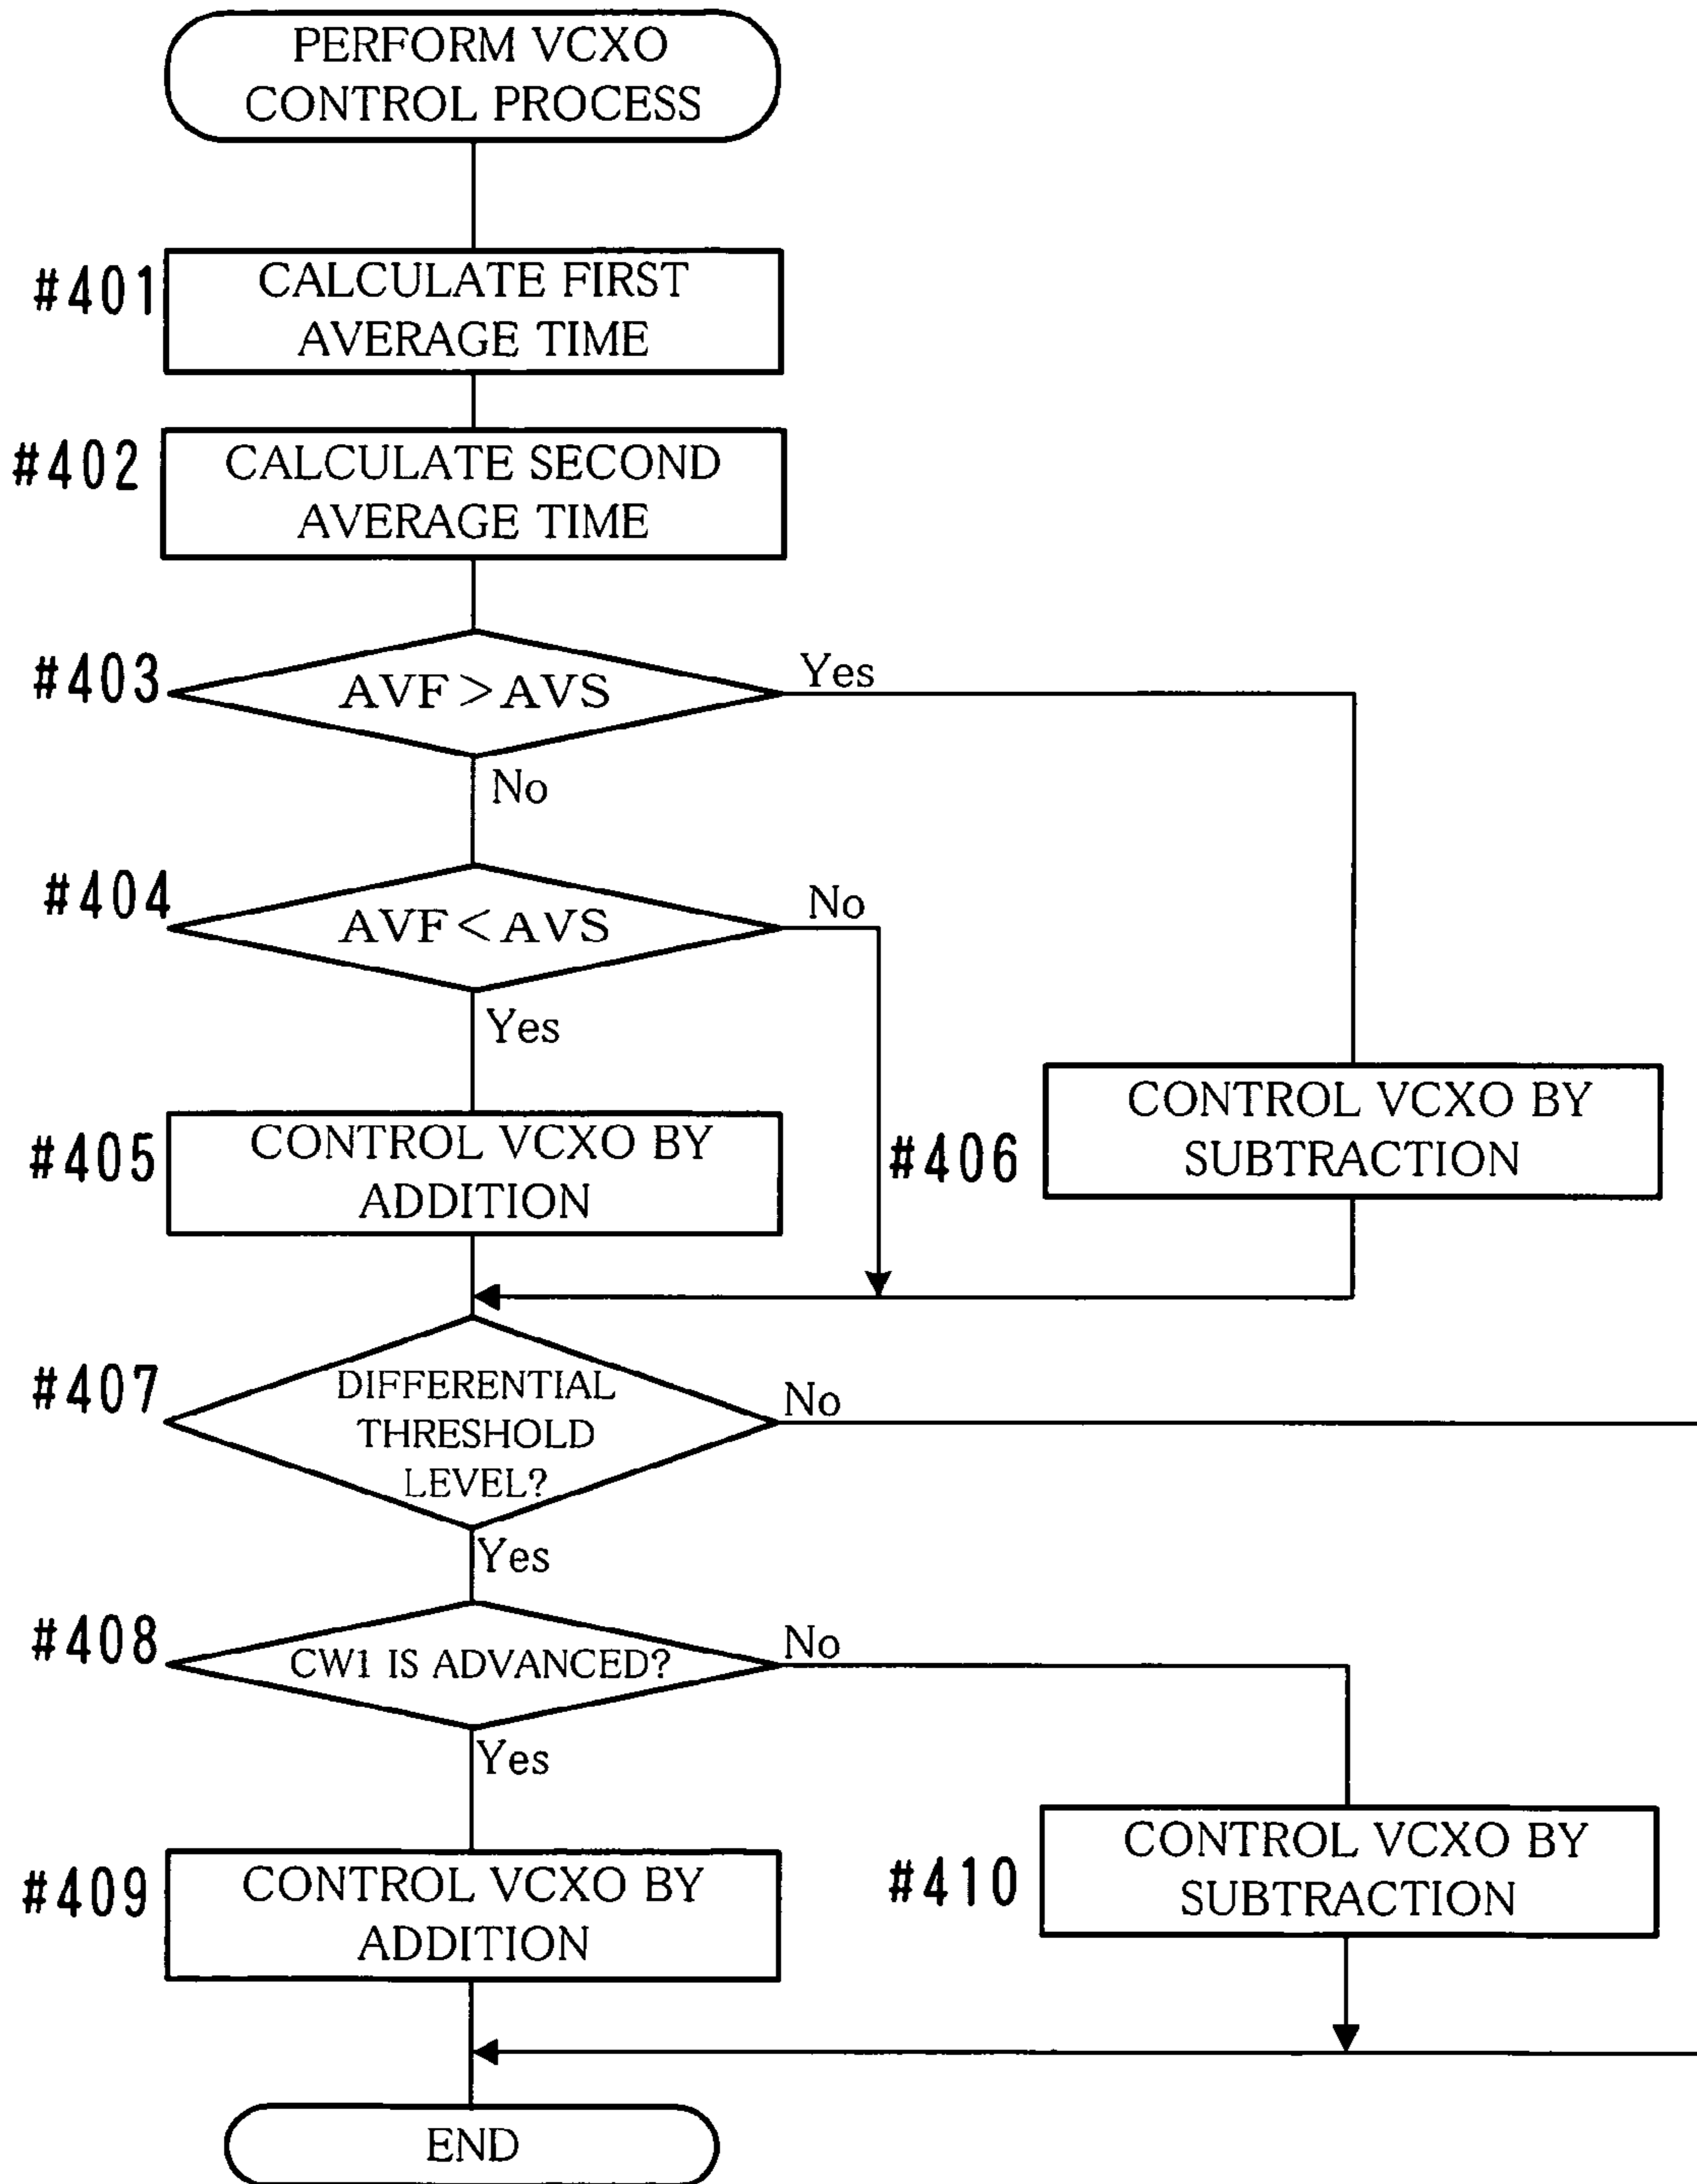 PERFORM VCXO
CONTROL PROCESS
#401
CALCULATE FIRST
AVERAGE TIME
#402
CALCULATE SECOND
AVERAGE TIME
#403
AVF > AVS
Yes
No
#404
AVF < AVS
No
Yes
#405
CONTROL VCXO BY
ADDITION
#406
CONTROL VCXO BY
SUBTRACTION
#407
DIFFERENTIAL
THRESHOLD
LEVEL?
No
Yes
#408
CW1 IS ADVANCED?
No
Yes
#409
CONTROL VCXO BY
ADDITION
#410
CONTROL VCXO BY
SUBTRACTION
END